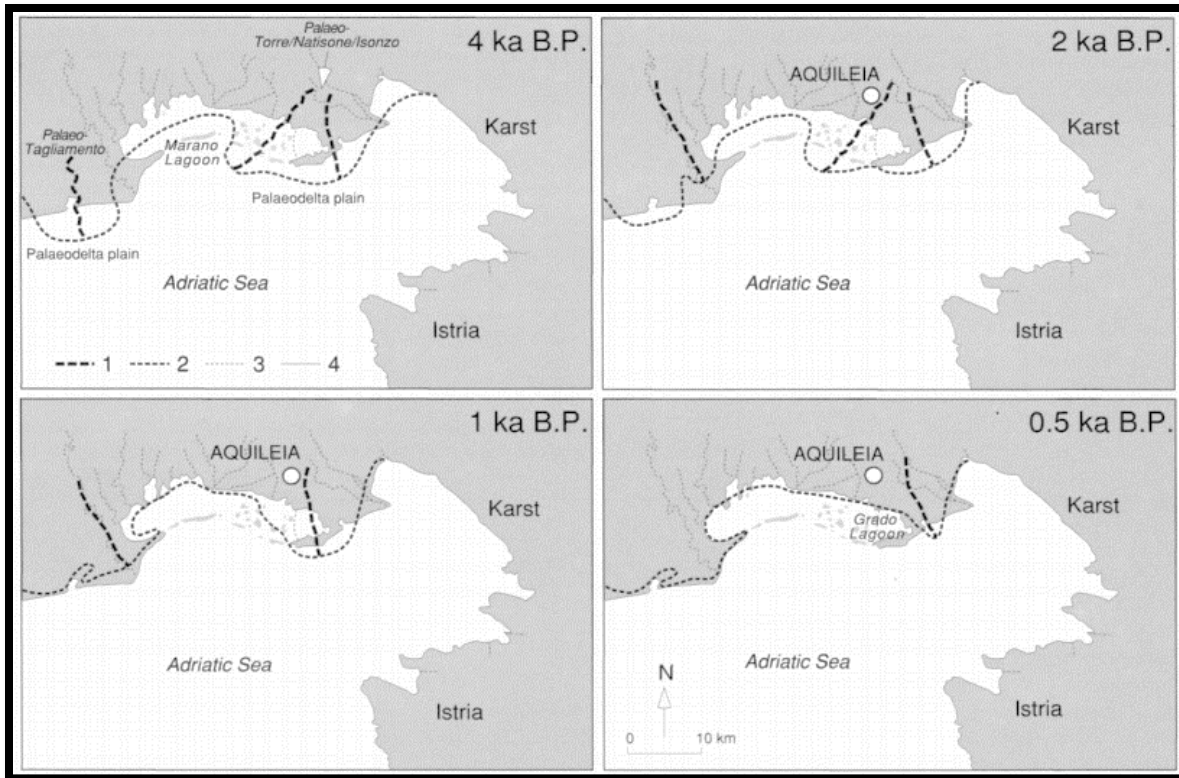 Palaeo-
Torre/Natisone/Isonzo
4 ka B.P.
Palaeo-
Tagliamento
Marano
Lagoon
Karst
Palaeodelta plain
Palaeodelta plain
Adriatic Sea
Istria
1
2
3
4
2 ka B.P.
AQUILEIA
Karst
Adriatic Sea
Istria
1 ka B.P.
AQUILEIA
Karst
Adriatic Sea
Istria
0.5 ka B.P.
AQUILEIA
Karst
Grado
Lagoon
Adriatic Sea
N
Istria
0 10 km